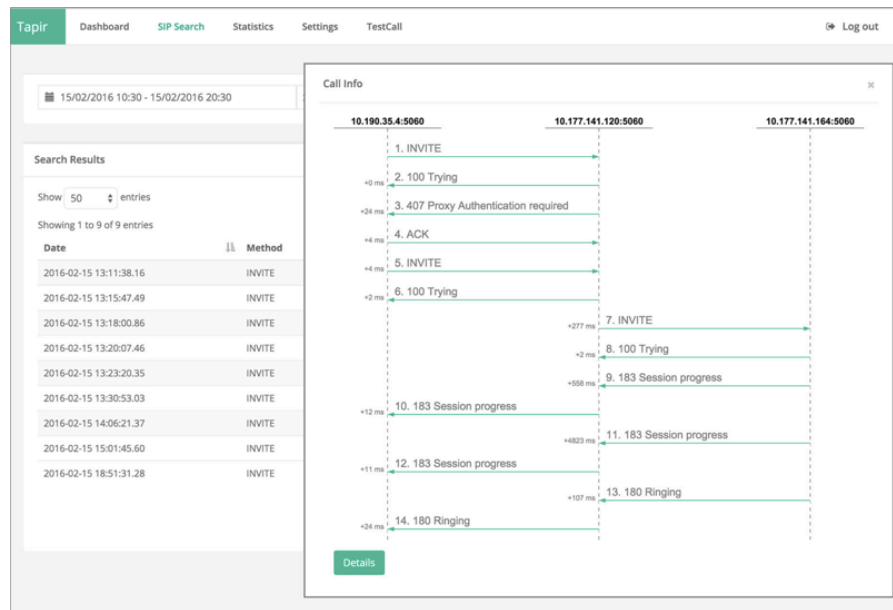 Tapir Dashboard SIP Search Statistics Settings TestCall Log out
15/02/2016 10:30 - 15/02/2016 20:30
Search Results
Show 50 entries
Showing 1 to 9 of 9 entries
Date Method
2016-02-15 13:11:38.16 INVITE
2016-02-15 13:15:47.49 INVITE
2016-02-15 13:18:00.86 INVITE
2016-02-15 13:20:07.46 INVITE
2016-02-15 13:23:20.35 INVITE
2016-02-15 13:30:53.03 INVITE
2016-02-15 14:06:21.37 INVITE
2016-02-15 15:01:45.60 INVITE
2016-02-15 18:51:31.28 INVITE
Call Info ×
10.190.35.4:5060 10.177.141.120:5060 10.177.141.164:5060
1. INVITE
+0 ms 2. 100 Trying
+24 ms 3. 407 Proxy Authentication required
+4 ms 4. ACK
+4 ms 5. INVITE
+2 ms 6. 100 Trying
+277 ms 7. INVITE
+2 ms 8. 100 Trying
+558 ms 9. 183 Session progress
+12 ms 10. 183 Session progress
+4823 ms 11. 183 Session progress
+11 ms 12. 183 Session progress
+107 ms 13. 180 Ringing
+24 ms 14. 180 Ringing
Details